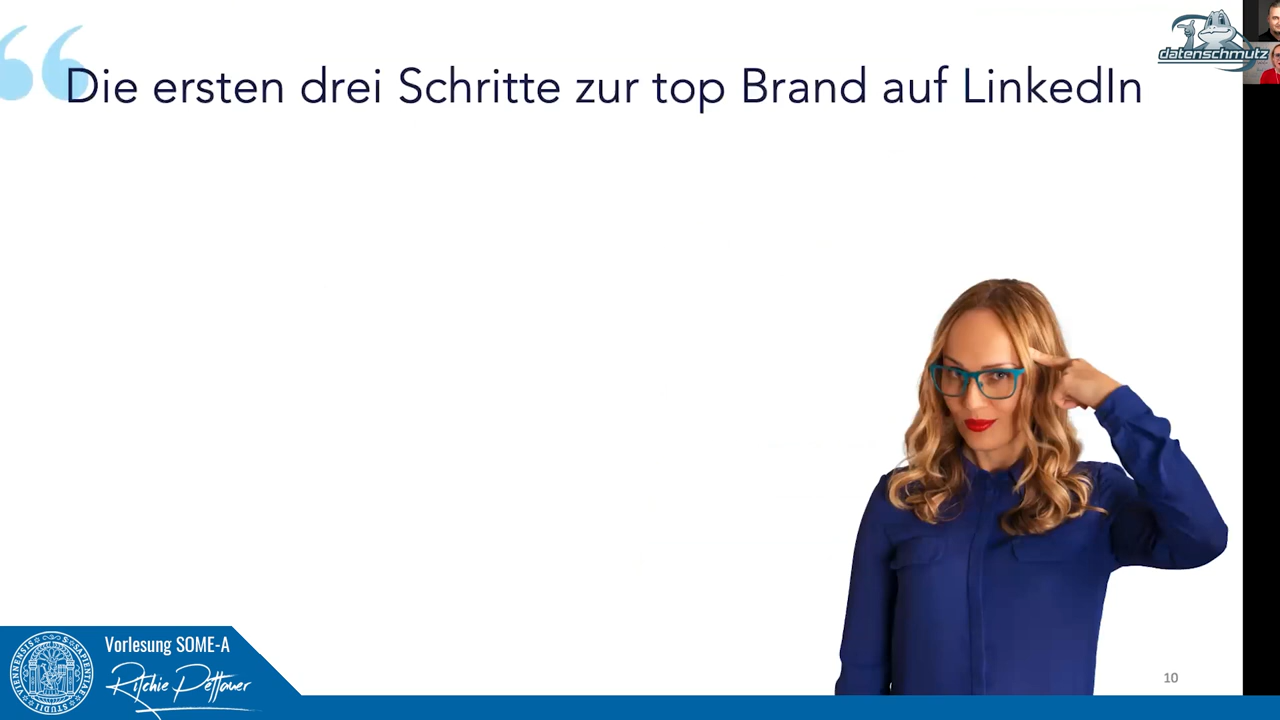 Die ersten drei Schritte zur top Brand auf LinkedIn
datenschmutz
Vorlesung SOME-A
Ritchie Pettauer
10